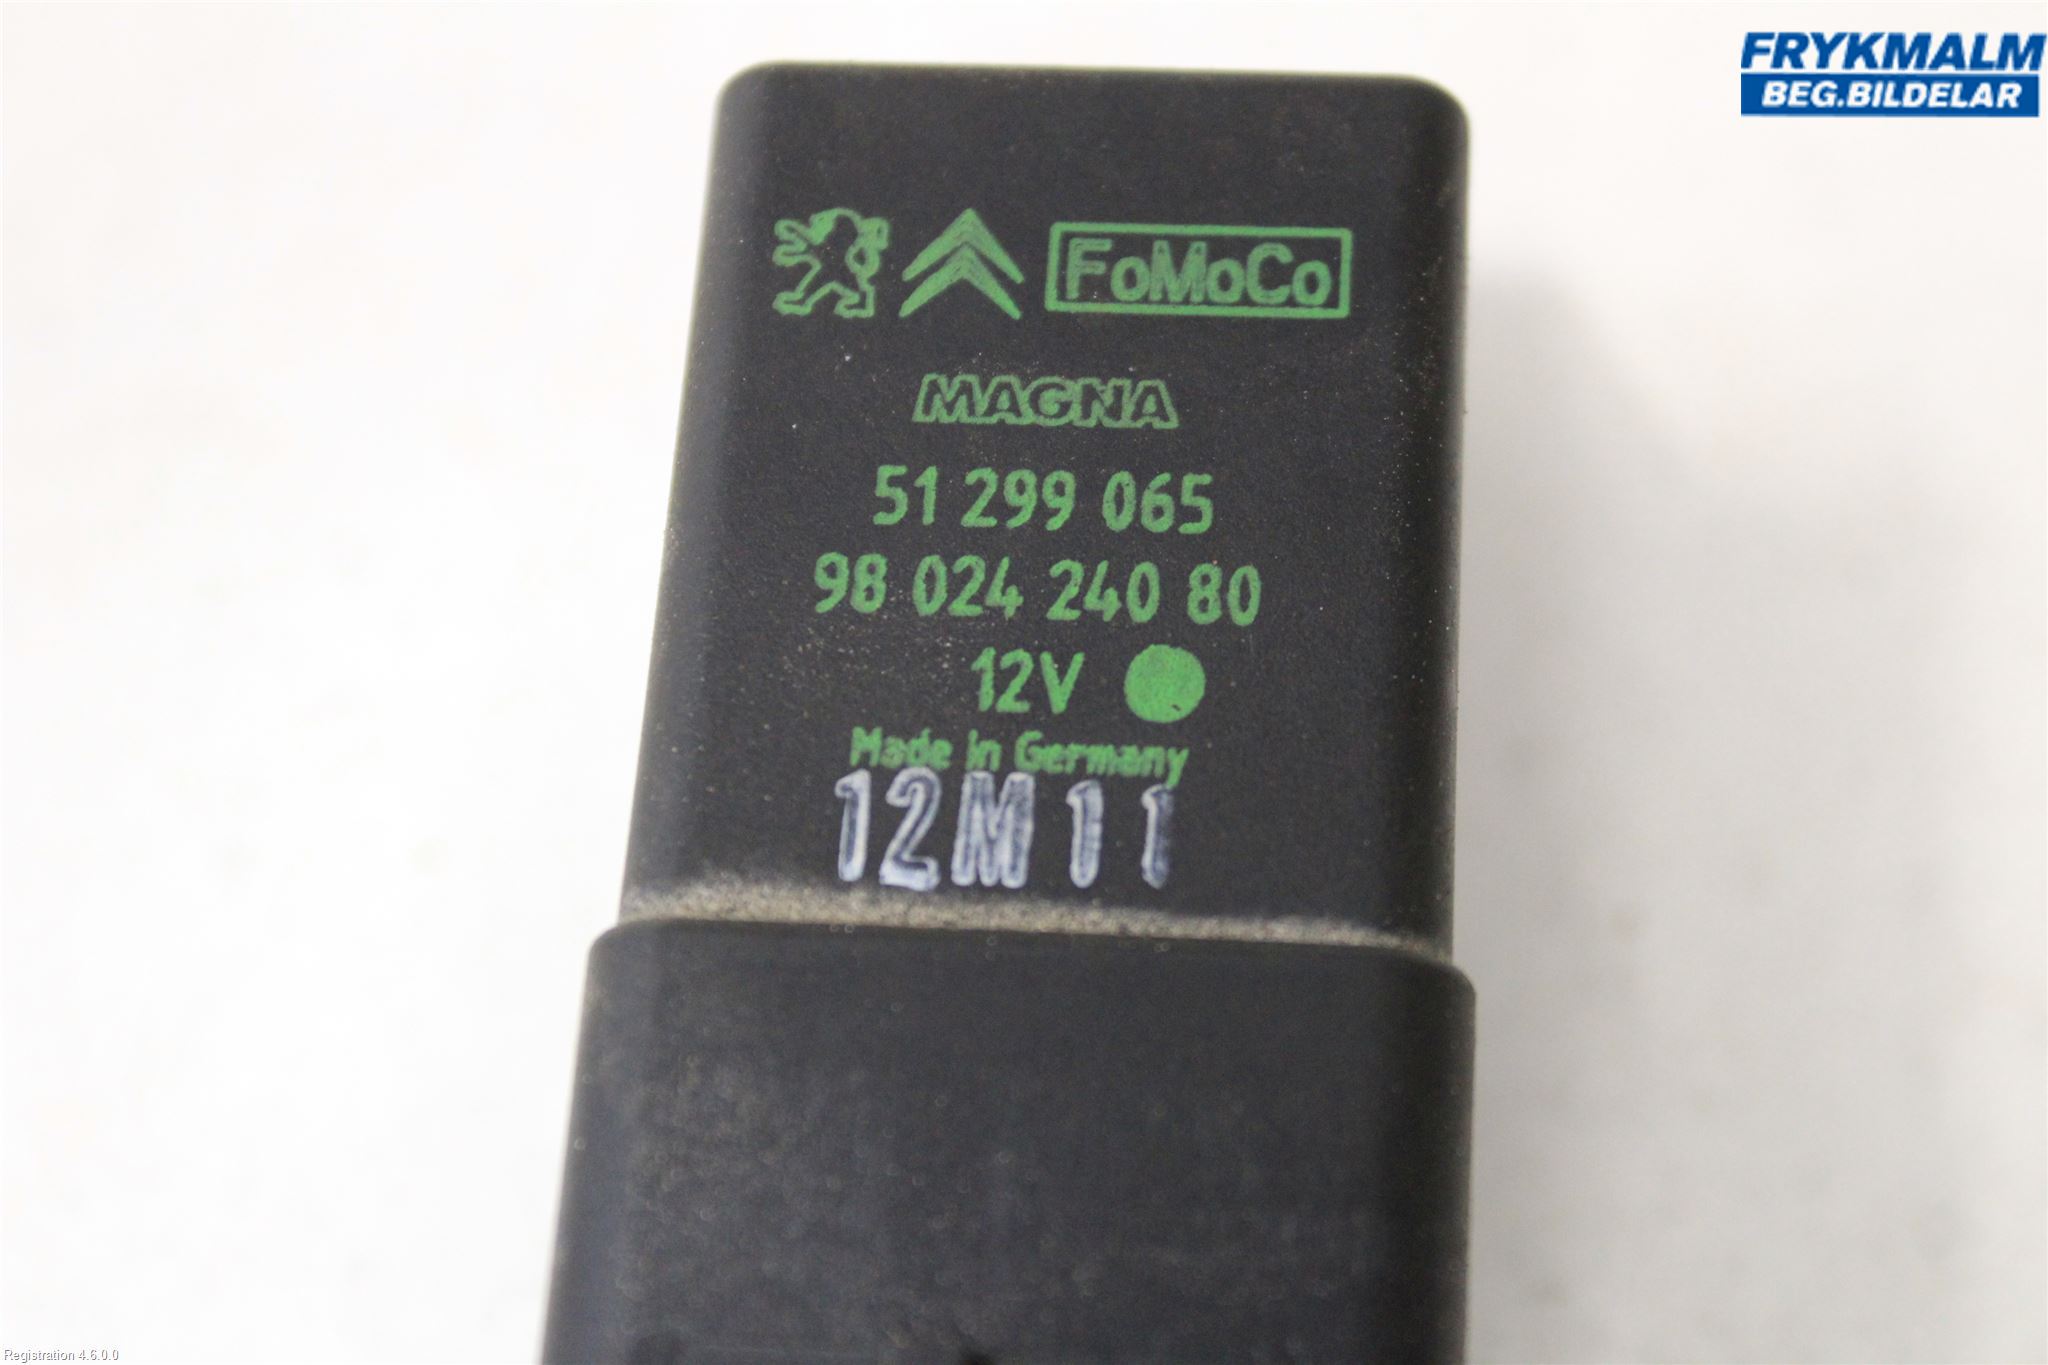 FRYKMALM
BEG.BILDELAR
FoMoCo
MAGNA
51 299 065
98 024 240 80
12V
Made in Germany
12M11
Registration 4.6.0.0